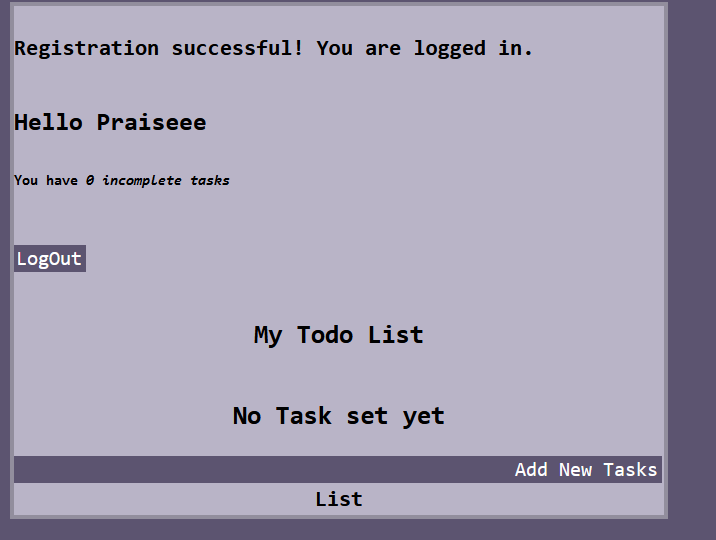 Registration successful! You are logged in.
Hello Praiseee
You have 0 incomplete tasks
LogOut
My Todo List
No Task set yet
Add New Tasks
List